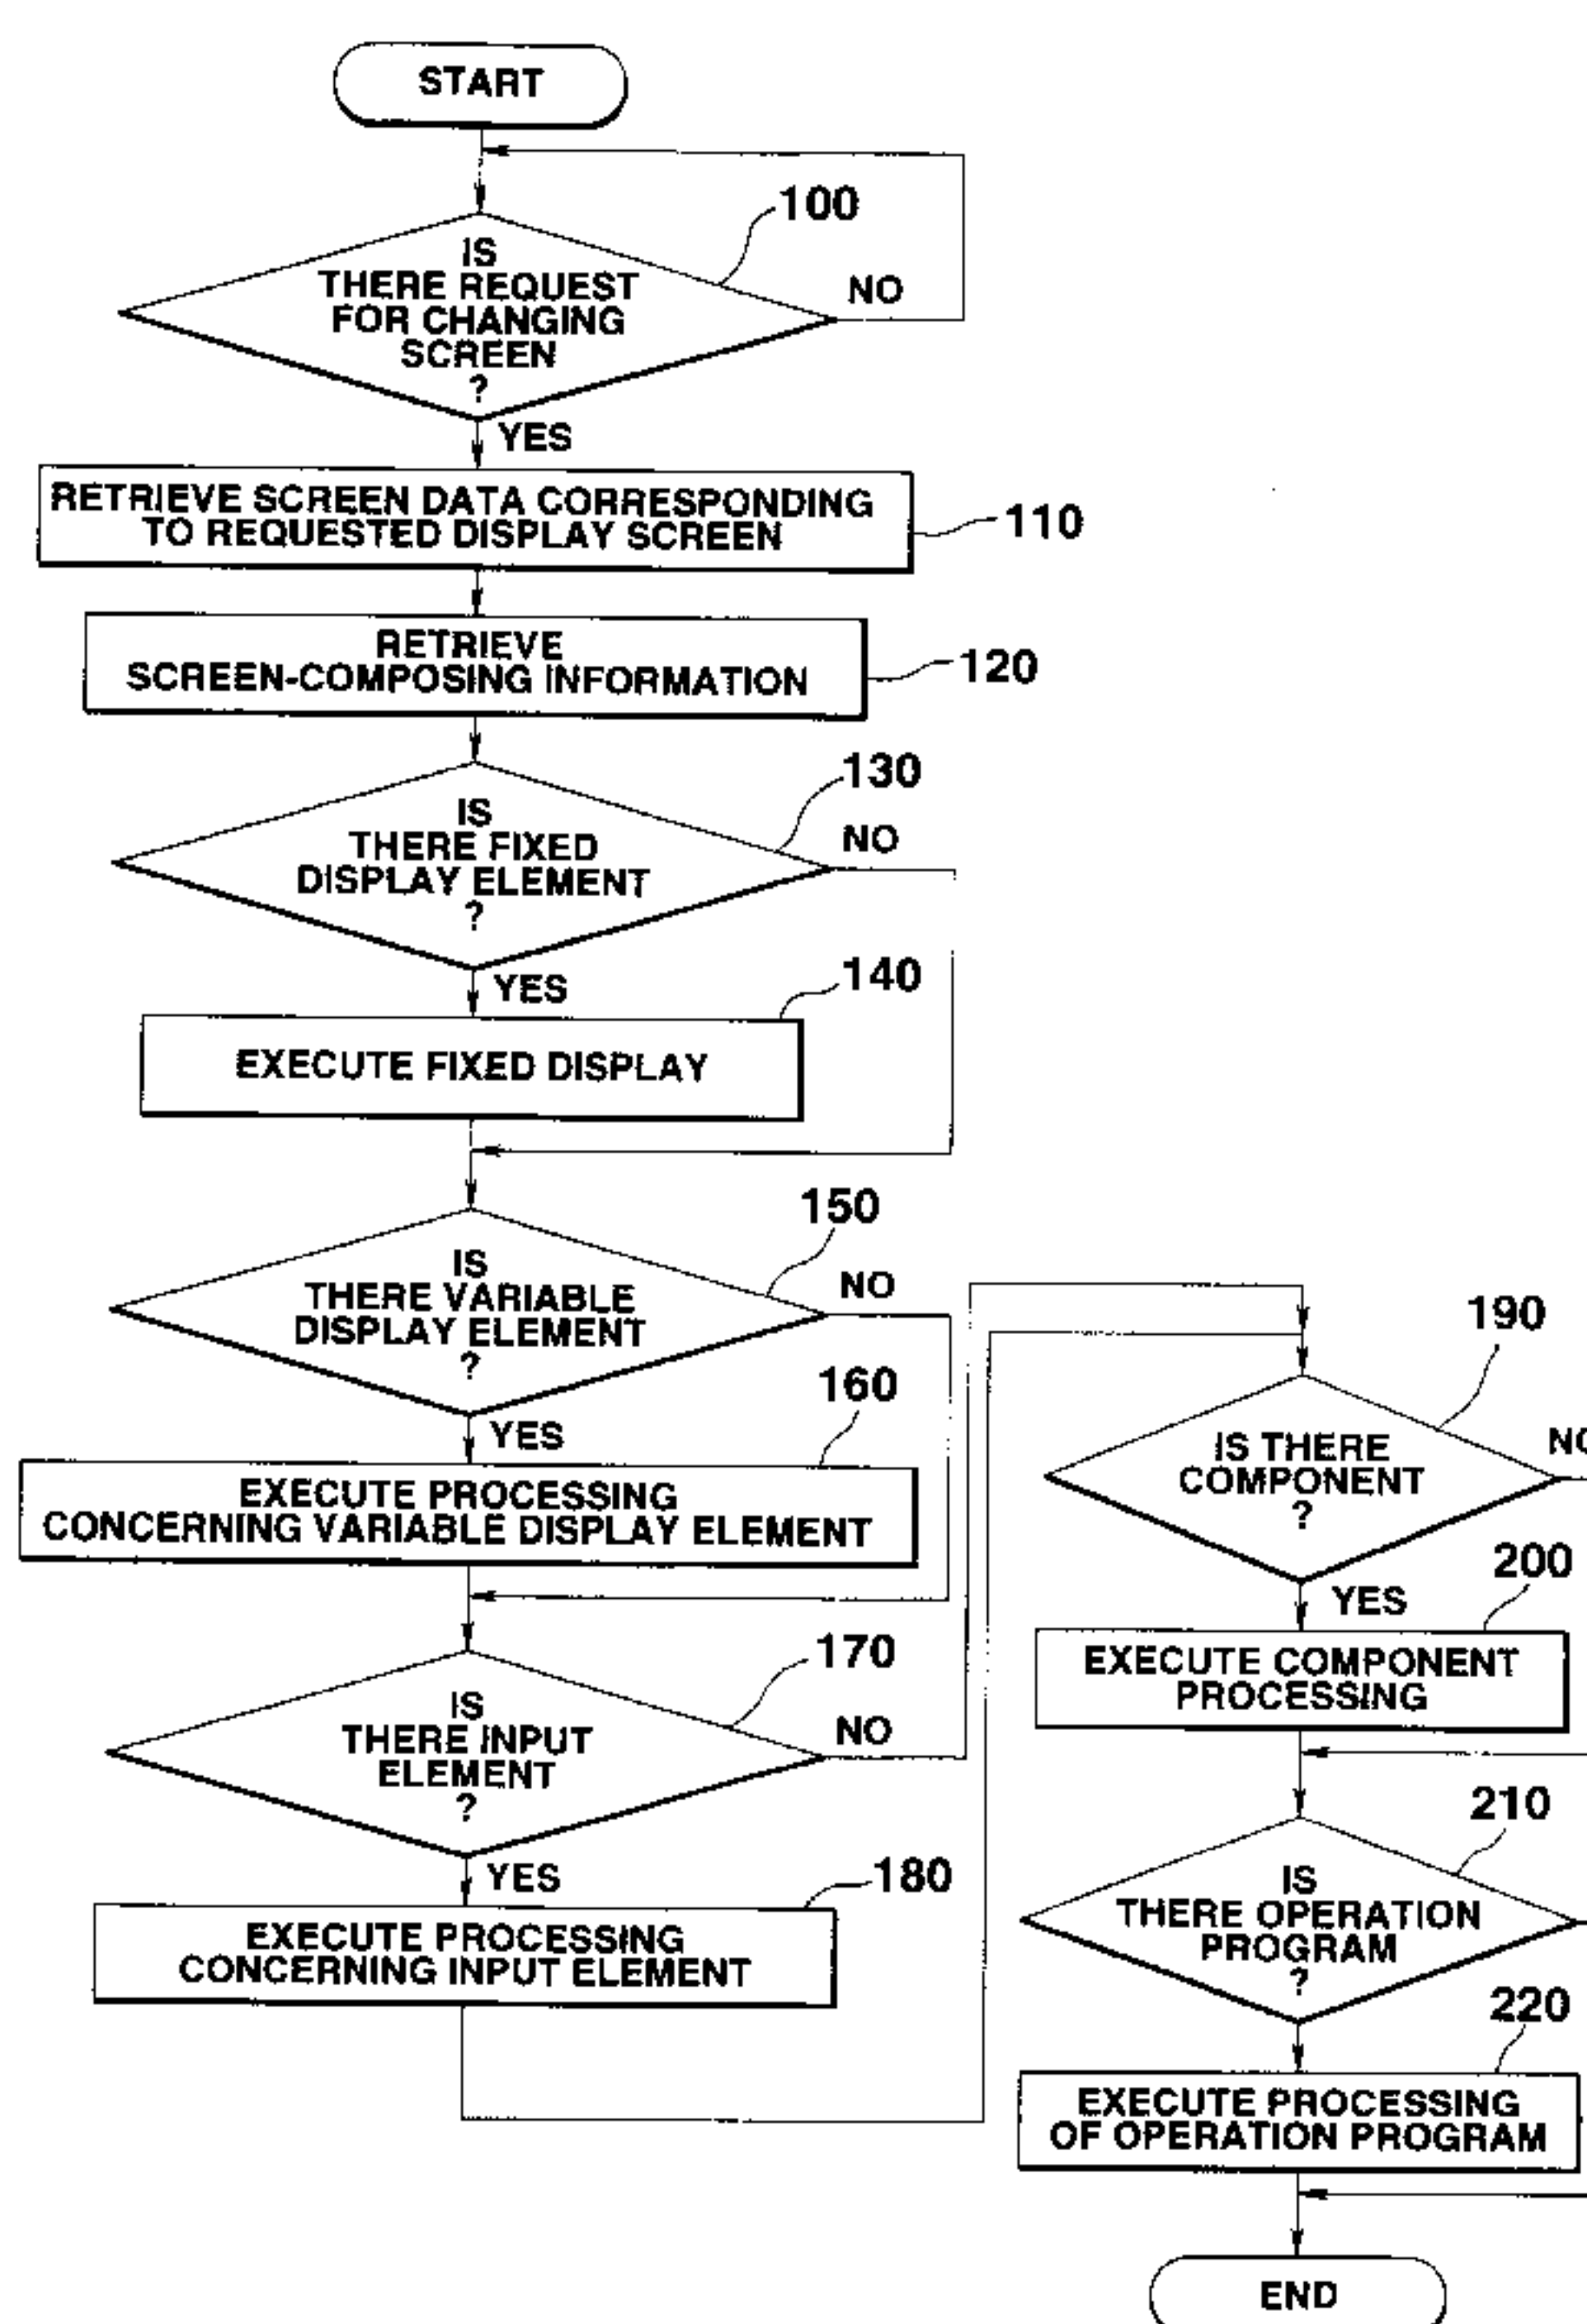 START
100
IS
THERE REQUEST
FOR CHANGING
SCREEN
?
NO
YES
RETRIEVE SCREEN DATA CORRESPONDING
TO REQUESTED DISPLAY SCREEN
110
RETRIEVE
SCREEN-COMPOSING INFORMATION
120
130
IS
THERE FIXED
DISPLAY ELEMENT
?
NO
YES
140
EXECUTE FIXED DISPLAY
150
IS
THERE VARIABLE
DISPLAY ELEMENT
?
NO
YES
160
EXECUTE PROCESSING
CONCERNING VARIABLE DISPLAY ELEMENT
170
IS
THERE INPUT
ELEMENT
?
NO
YES
180
EXECUTE PROCESSING
CONCERNING INPUT ELEMENT
190
IS THERE
COMPONENT
?
NO
YES
200
EXECUTE COMPONENT
PROCESSING
210
IS
THERE OPERATION
PROGRAM
?
220
EXECUTE PROCESSING
OF OPERATION PROGRAM
END